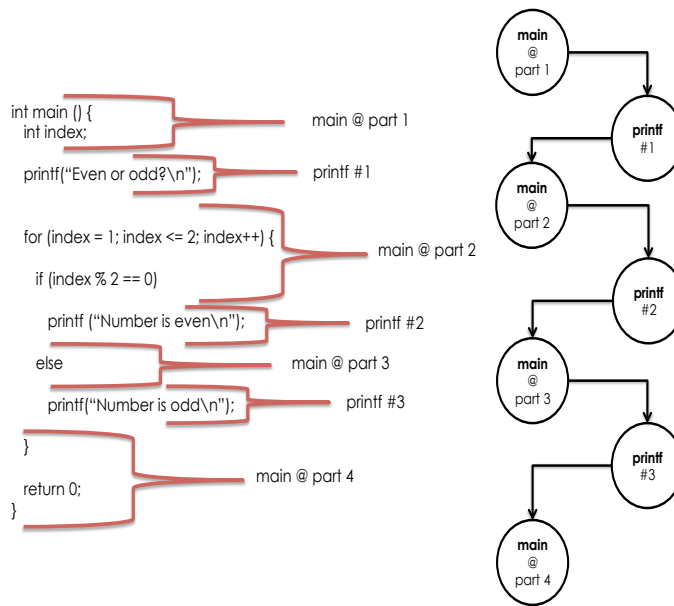 int main () {
int index;
main @ part 1
printf("Even or odd?\n");
printf #1
for (index = 1; index <= 2; index++) {
if (index % 2 == 0)
main @ part 2
printf ("Number is even\n");
printf #2
else
main @ part 3
printf("Number is odd\n");
printf #3
}
return 0;
}
main @ part 4
main
@
part 1
printf
#1
main
@
part 2
printf
#2
main
@
part 3
printf
#3
main
@
part 4